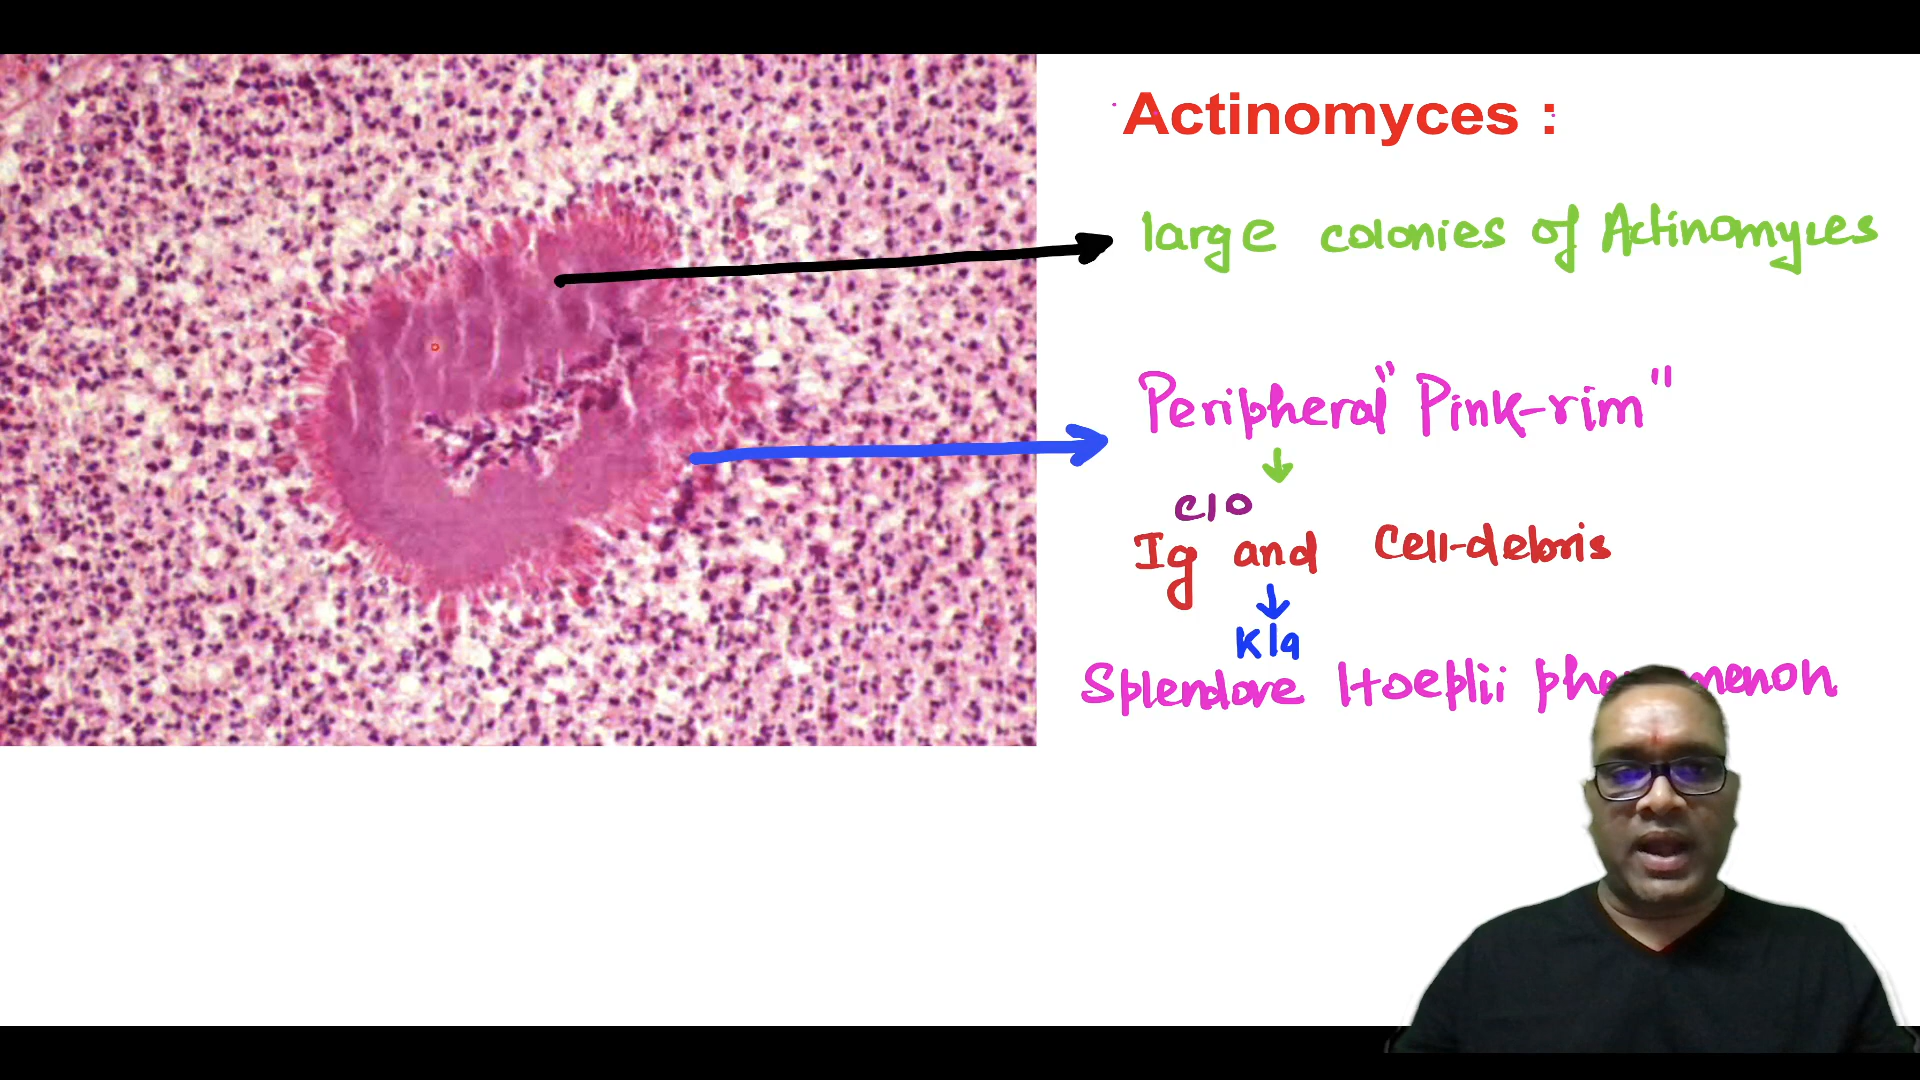 Actinomyces :
large colonies of Actinomyces
Peripheral "Pink-rim"
C/O
Ig and Cell-debris
K/a
Splendore Hoeplii